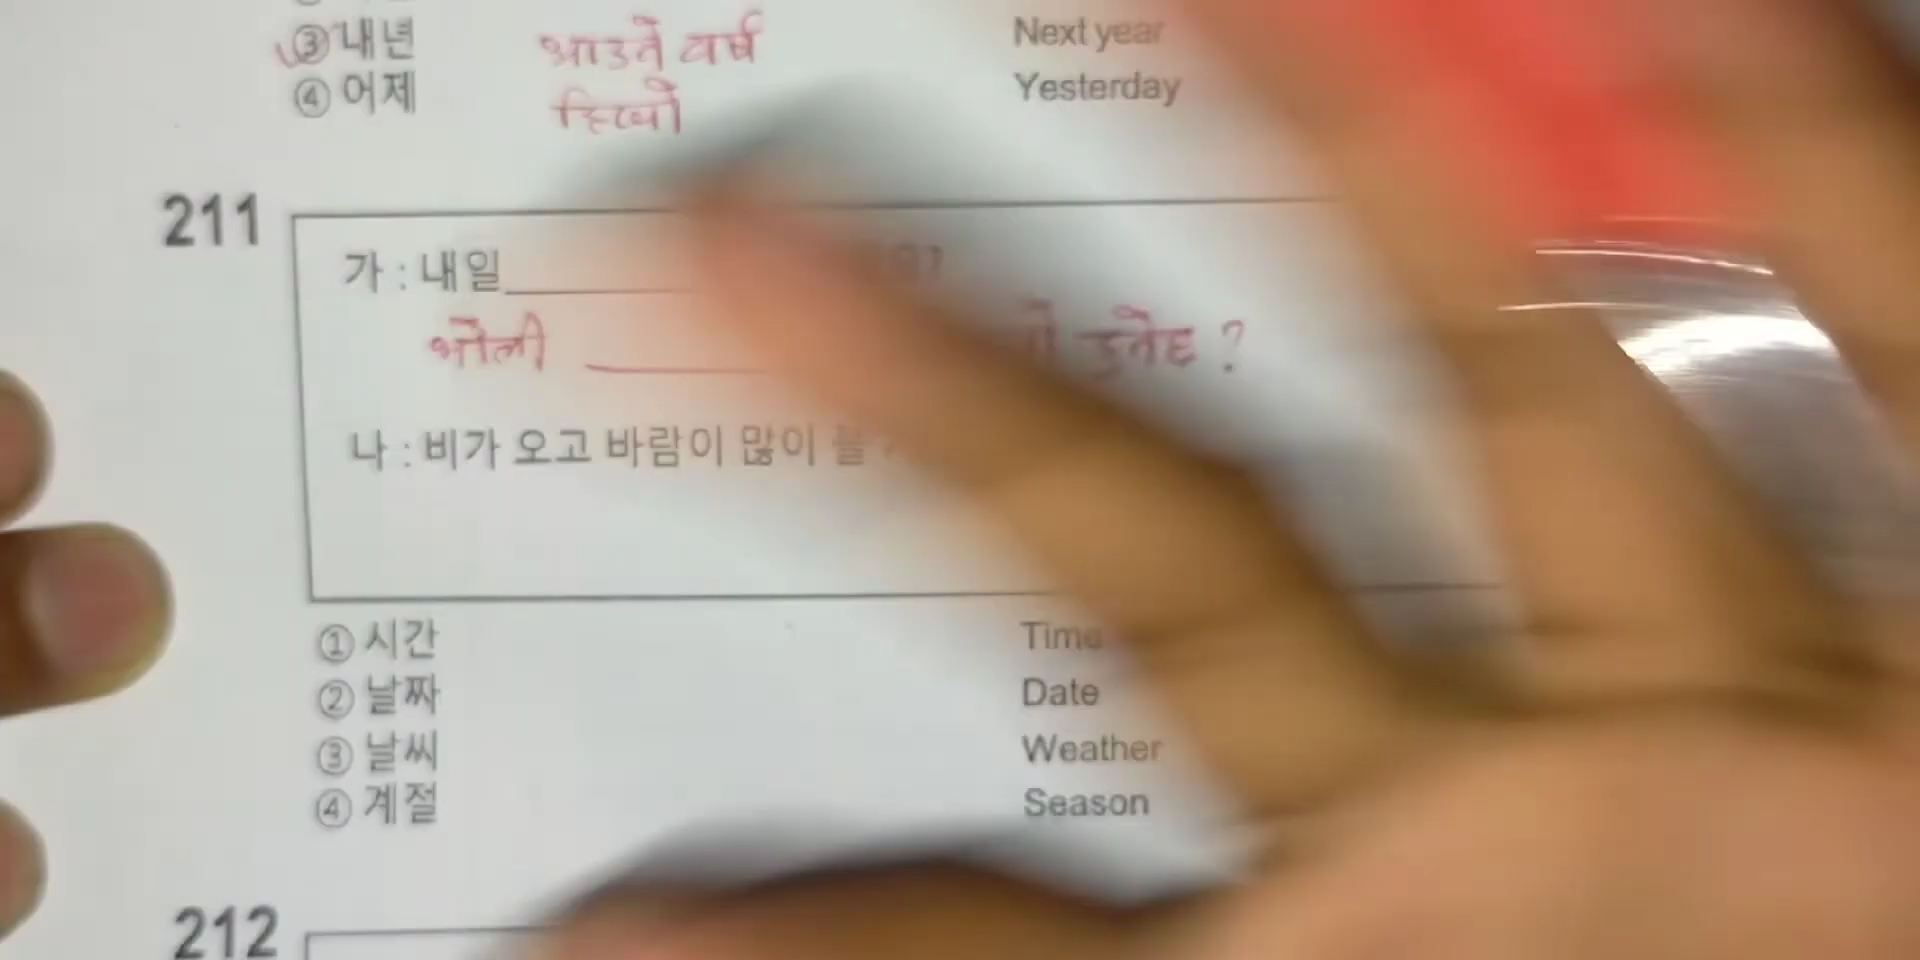 ③ 내년 आउने वर्ष Next year
④ 어제 हिजो Yesterday
211
가 : 내일
भोली हुनेछ ?
나 : 비가 오고 바람이 많이 불
① 시간 Time
② 날짜 Date
③ 날씨 Weather
④ 계절 Season
212